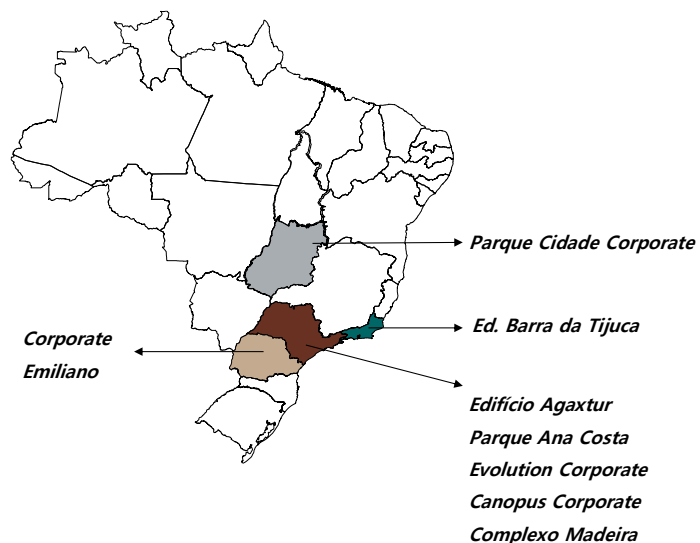 Parque Cidade Corporate
Ed. Barra da Tijuca
Corporate
Emiliano
Edifício Agaxtur
Parque Ana Costa
Evolution Corporate
Canopus Corporate
Complexo Madeira